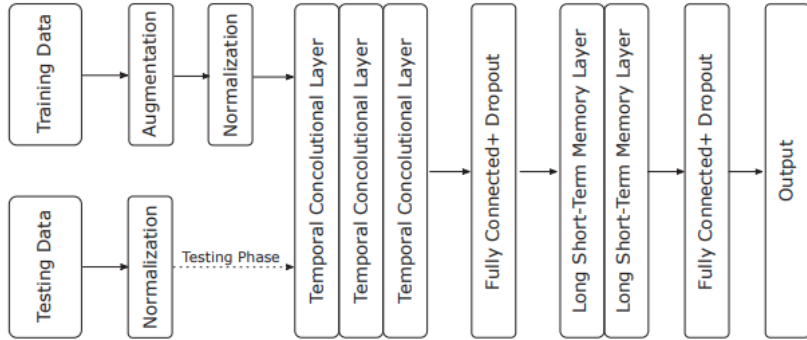 Training Data
Augmentation
Normalization
Testing Data
Normalization
Testing Phase
Temporal Concolutional Layer
Temporal Concolutional Layer
Temporal Concolutional Layer
Fully Connected+ Dropout
Long Short-Term Memory Layer
Long Short-Term Memory Layer
Fully Connected+ Dropout
Output